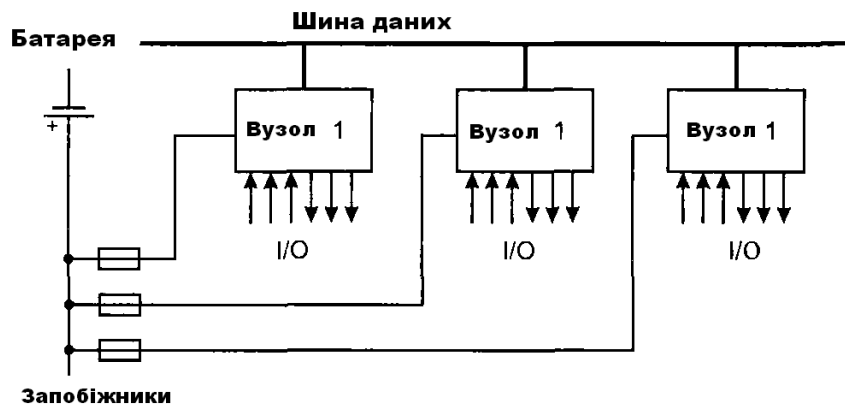 Шина даних
Батарея
+
Вузол 1
Вузол 1
Вузол 1
I/O
I/O
I/O
Запобіжники